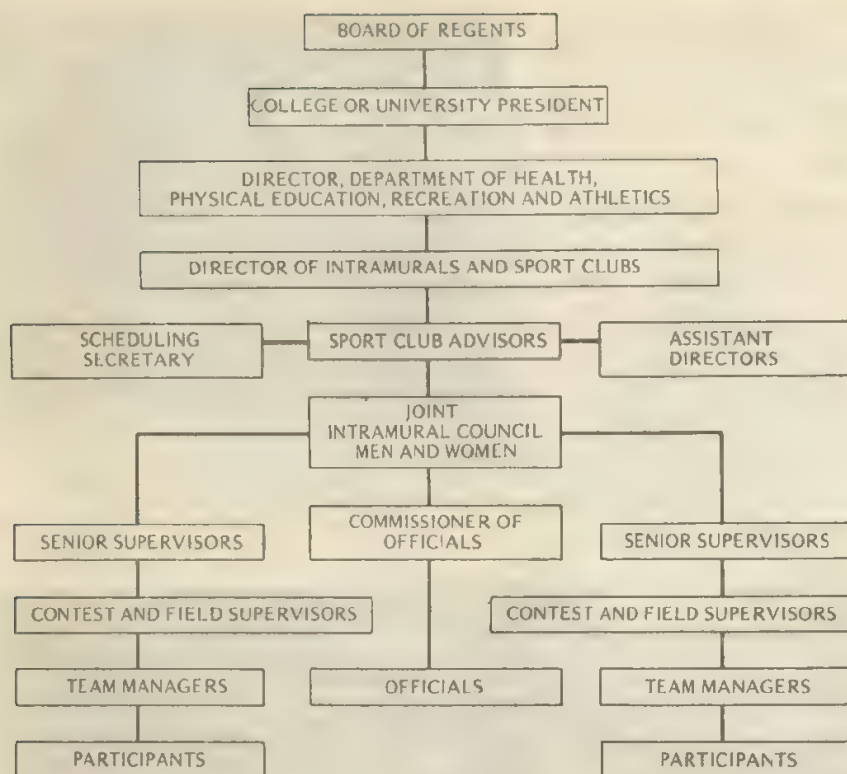 BOARD OF REGENTS
COLLEGE OR UNIVERSITY PRESIDENT
DIRECTOR, DEPARTMENT OF HEALTH,
PHYSICAL EDUCATION, RECREATION AND ATHLETICS
DIRECTOR OF INTRAMURALS AND SPORT CLUBS
SCHEDULING
SECRETARY
SPORT CLUB ADVISORS
ASSISTANT
DIRECTORS
JOINT
INTRAMURAL COUNCIL
MEN AND WOMEN
SENIOR SUPERVISORS
COMMISSIONER OF
OFFICIALS
SENIOR SUPERVISORS
CONTEST AND FIELD SUPERVISORS
CONTEST AND FIELD SUPERVISORS
TEAM MANAGERS
OFFICIALS
TEAM MANAGERS
PARTICIPANTS
PARTICIPANTS